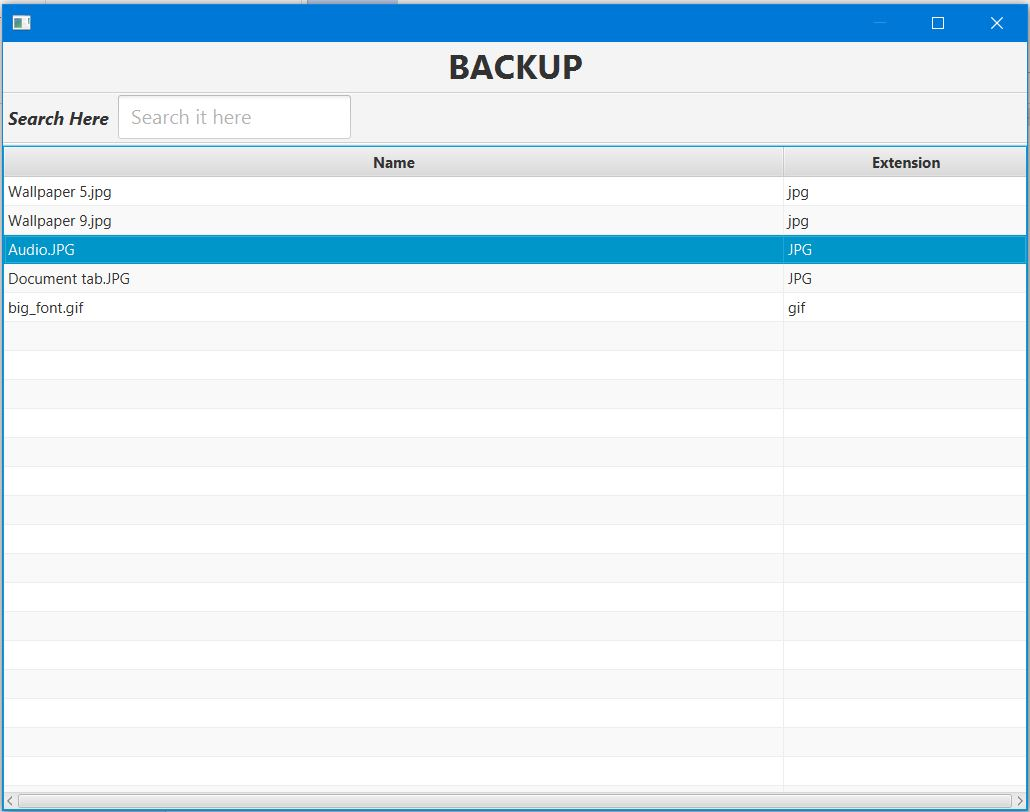 BACKUP
Search Here Search it here
Name Extension
Wallpaper 5.jpg jpg
Wallpaper 9.jpg jpg
Audio.JPG JPG
Document tab.JPG JPG
big_font.gif gif